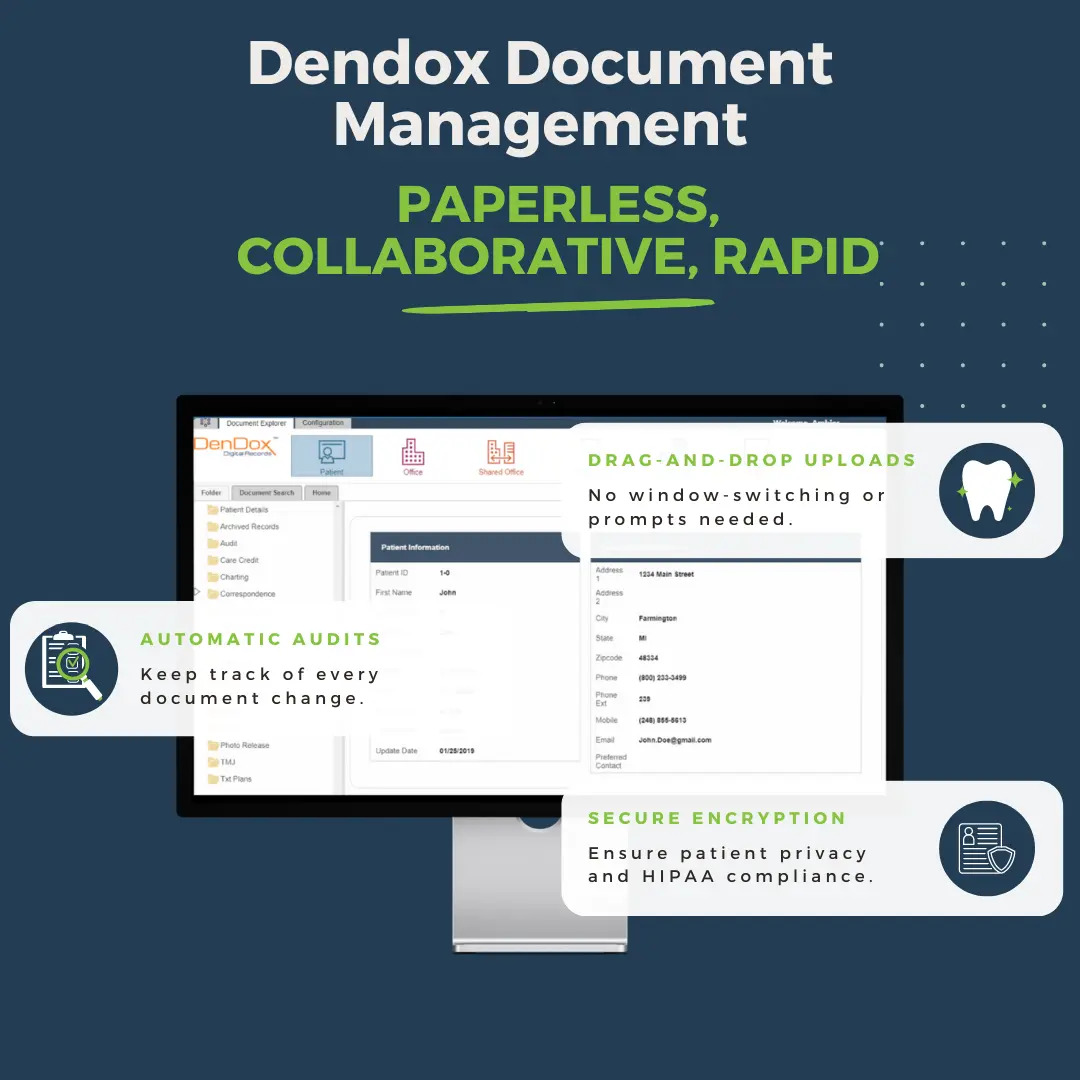 Dendox Document
Management
PAPERLESS,
COLLABORATIVE, RAPID
Document Explorer
Configuration
DenDox™
Digital Records
Patient
Office
Shared Office
Folder
Document Search
Home
Patient Details
Archived Records
Audit
Care Credit
Charting
Correspondence
Photo Release
TMJ
Txt Plans
Patient Information
Patient ID 1-0
First Name John
Update Date 01/25/2019
Address
1 1234 Main Street
Address
2
City Farmington
State MI
Zipcode 48334
Phone (800) 233-3499
Phone
Ext 239
Mobile (248) 855-5613
Email John.Doe@gmail.com
Preferred
Contact
DRAG-AND-DROP UPLOADS
No window-switching or
prompts needed.
AUTOMATIC AUDITS
Keep track of every
document change.
SECURE ENCRYPTION
Ensure patient privacy
and HIPAA compliance.